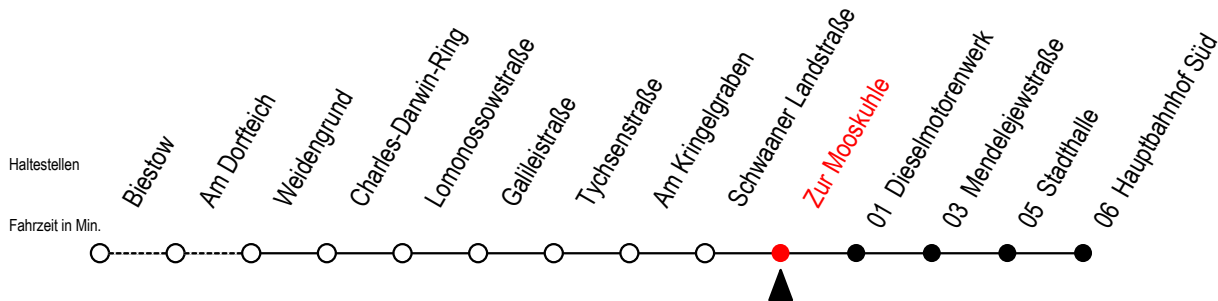 Haltestellen
Biestow
Am Dorfteich
Weidengrund
Charles-Darwin-Ring
Lomonossowstraße
Galileistraße
Tychsenstraße
Am Kringelgraben
Schwaaner Landstraße
Zur Mooskuhle
01 Dieselmotorenwerk
03 Mendelejewstraße
05 Stadthalle
06 Hauptbahnhof Süd
Fahrzeit in Min.